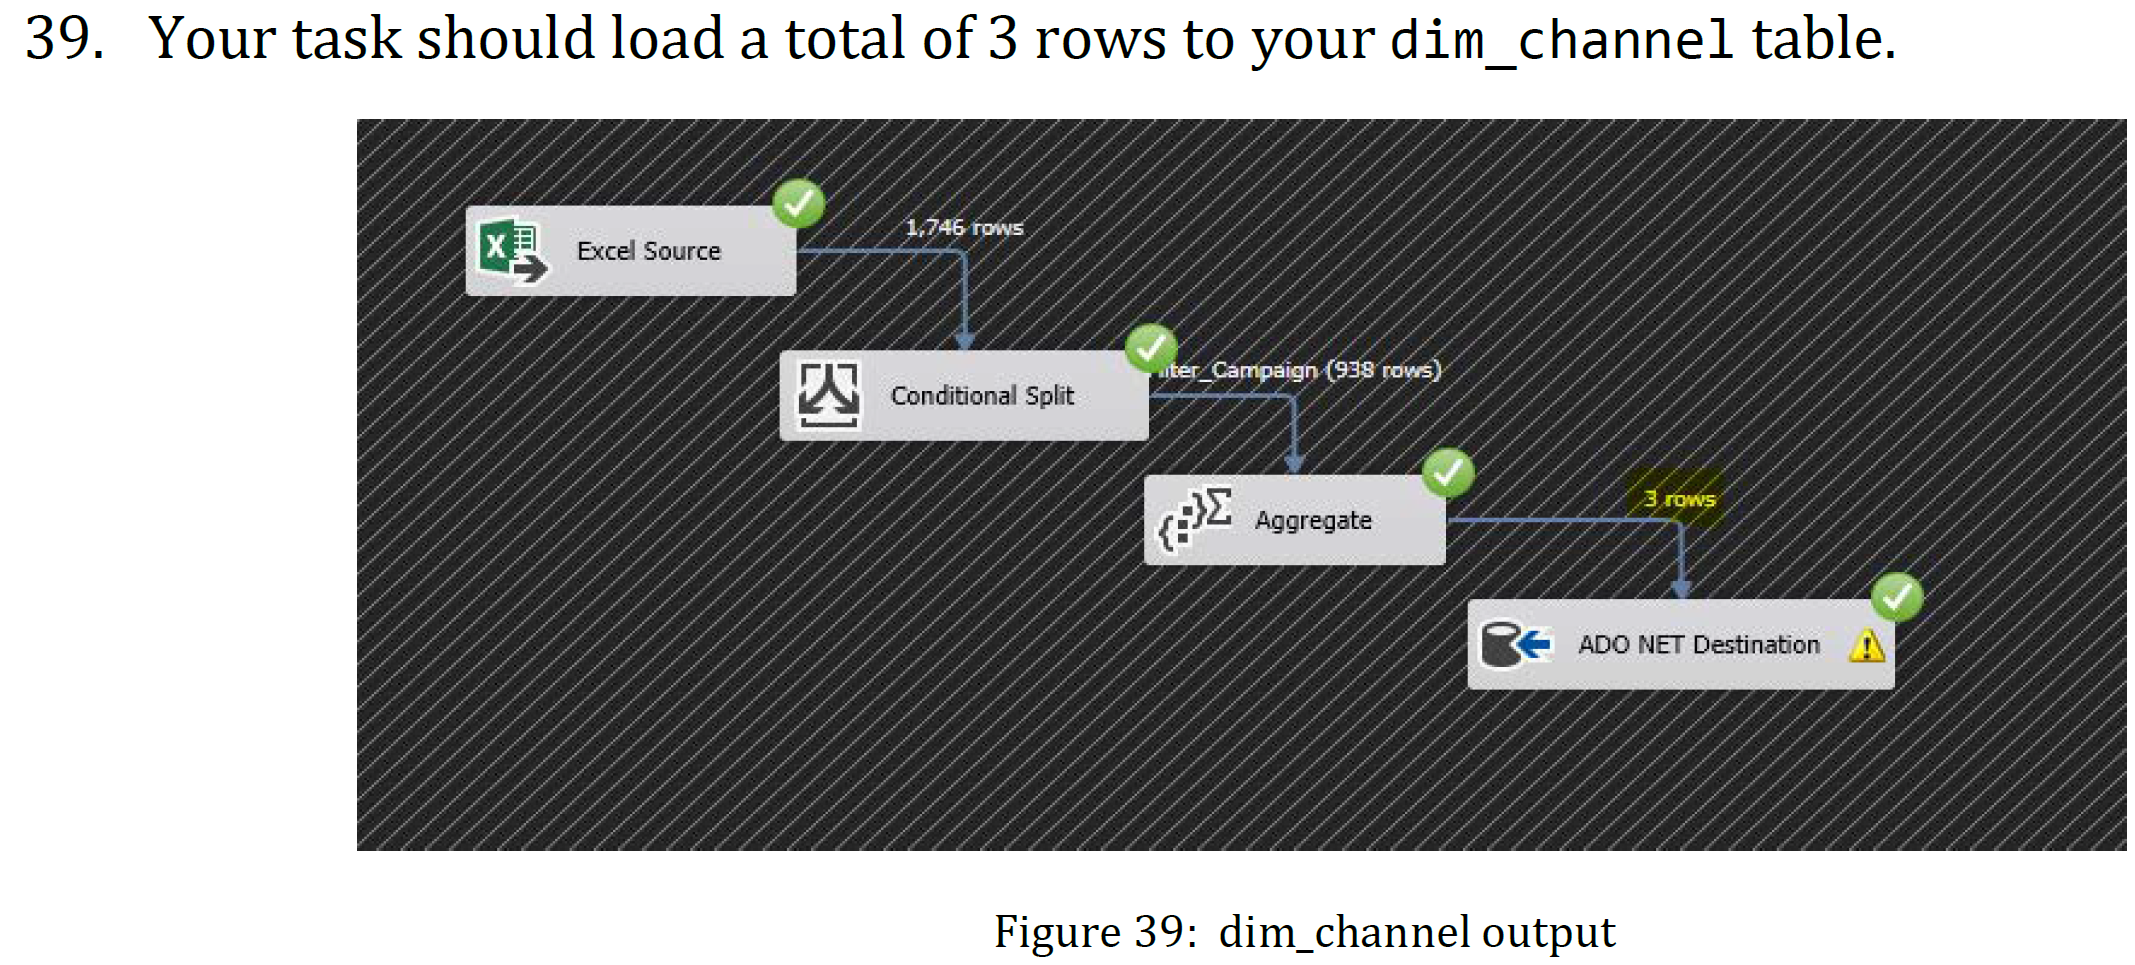 39. Your task should load a total of 3 rows to your dim_channel table.
Excel Source
1,746 rows
Conditional Split
ilter_Campaign (938 rows)
Aggregate
3 rows
ADO NET Destination
Figure 39: dim_channel output